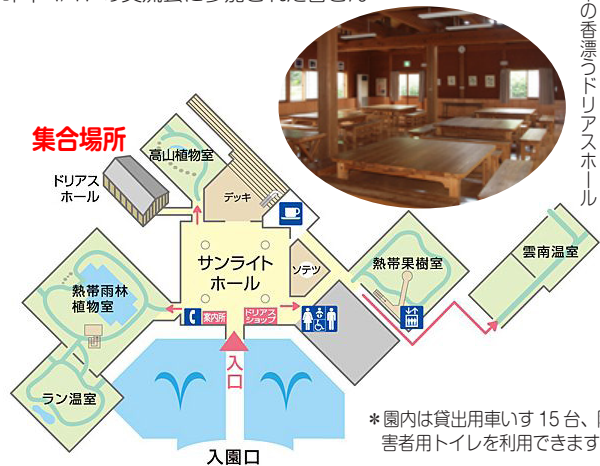 の香漂うドリアスホール
集合場所
高山植物室
ドリアス
ホール
デッキ
サンライト
ホール
ソテツ
熱帯果樹室
雲南温室
熱帯雨林
植物室
案内所
ドリアス
ショップ
入口
ラン温室
入園口
＊園内は貸出用車いす15台、
害者用トイレを利用できます